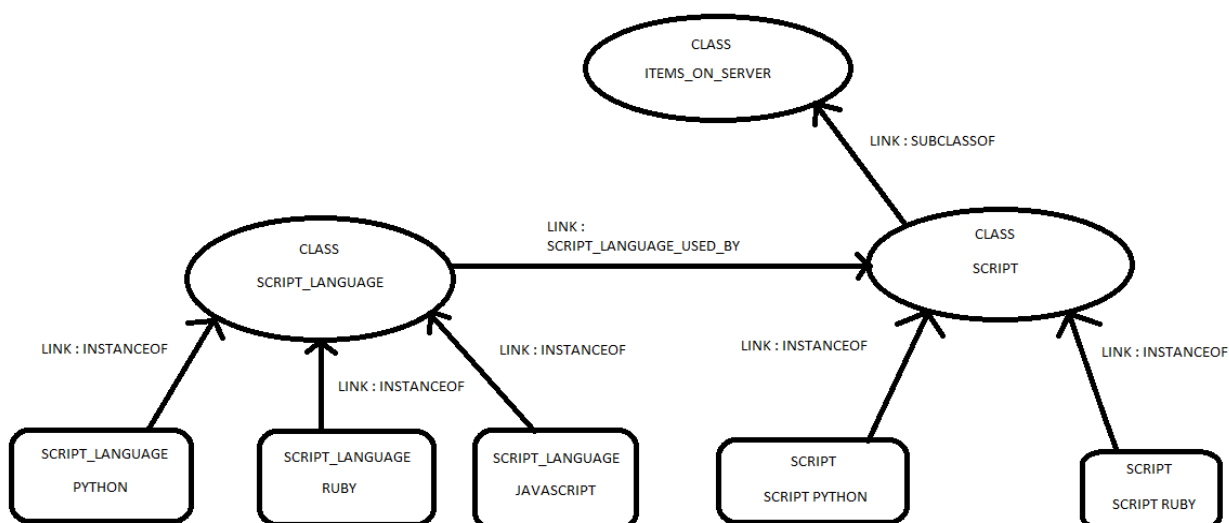 CLASS
ITEMS_ON_SERVER
LINK : SUBCLASSOF
CLASS
SCRIPT_LANGUAGE
LINK :
SCRIPT_LANGUAGE_USED_BY
CLASS
SCRIPT
LINK : INSTANCEOF
LINK : INSTANCEOF
LINK : INSTANCEOF
LINK : INSTANCEOF
LINK : INSTANCEOF
SCRIPT_LANGUAGE
PYTHON
SCRIPT_LANGUAGE
RUBY
SCRIPT_LANGUAGE
JAVASCRIPT
SCRIPT
SCRIPT PYTHON
SCRIPT
SCRIPT RUBY